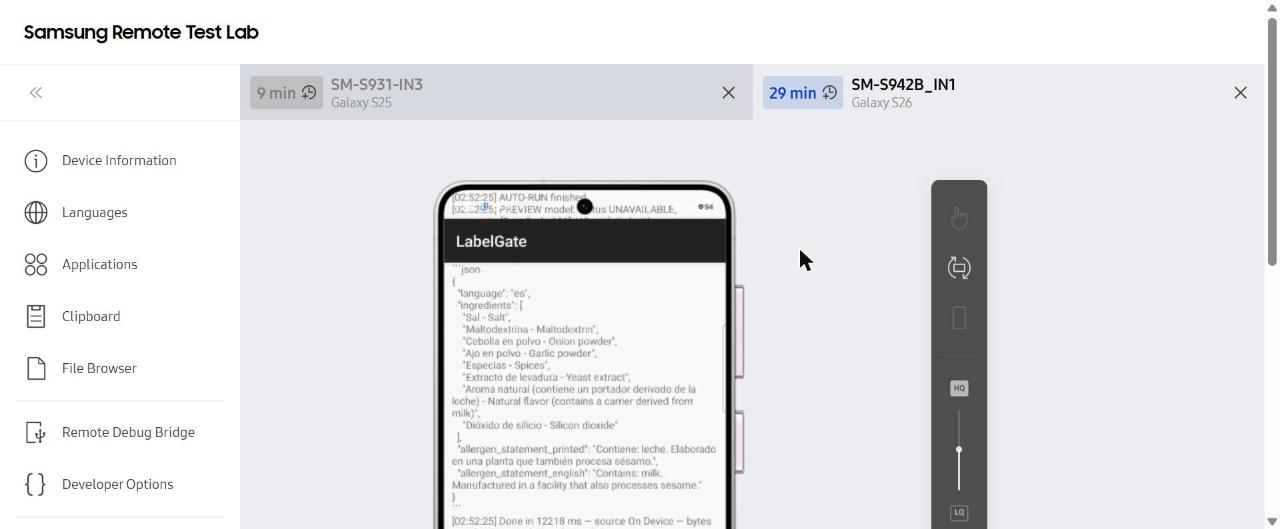 Samsung Remote Test Lab
9 min
SM-S931-IN3
Galaxy S25
29 min
SM-S942B_IN1
Galaxy S26
Device Information
Languages
Applications
Clipboard
File Browser
Remote Debug Bridge
Developer Options
[02:52:25] AUTO-RUN finished
PREVIEW model: tus UNAVAILABLE,
94
LabelGate
```json
{
"language": "es",
"ingredients": [
"Sal - Salt",
"Maltodextrina - Maltodextrin",
"Cebolla en polvo - Onion powder",
"Ajo en polvo - Garlic powder",
"Especias - Spices",
"Extracto de levadura - Yeast extract",
"Aroma natural (contiene un portador derivado de la
leche) - Natural flavor (contains a carrier derived from
milk)",
"Dióxido de silicio - Silicon dioxide"
],
"allergen_statement_printed": "Contiene: leche. Elaborado
en una planta que también procesa sésamo.",
"allergen_statement_english": "Contains: milk.
Manufactured in a facility that also processes sesame."
}
```
[02:52:25] Done in 12218 ms — source On Device — bytes
HQ
LQ